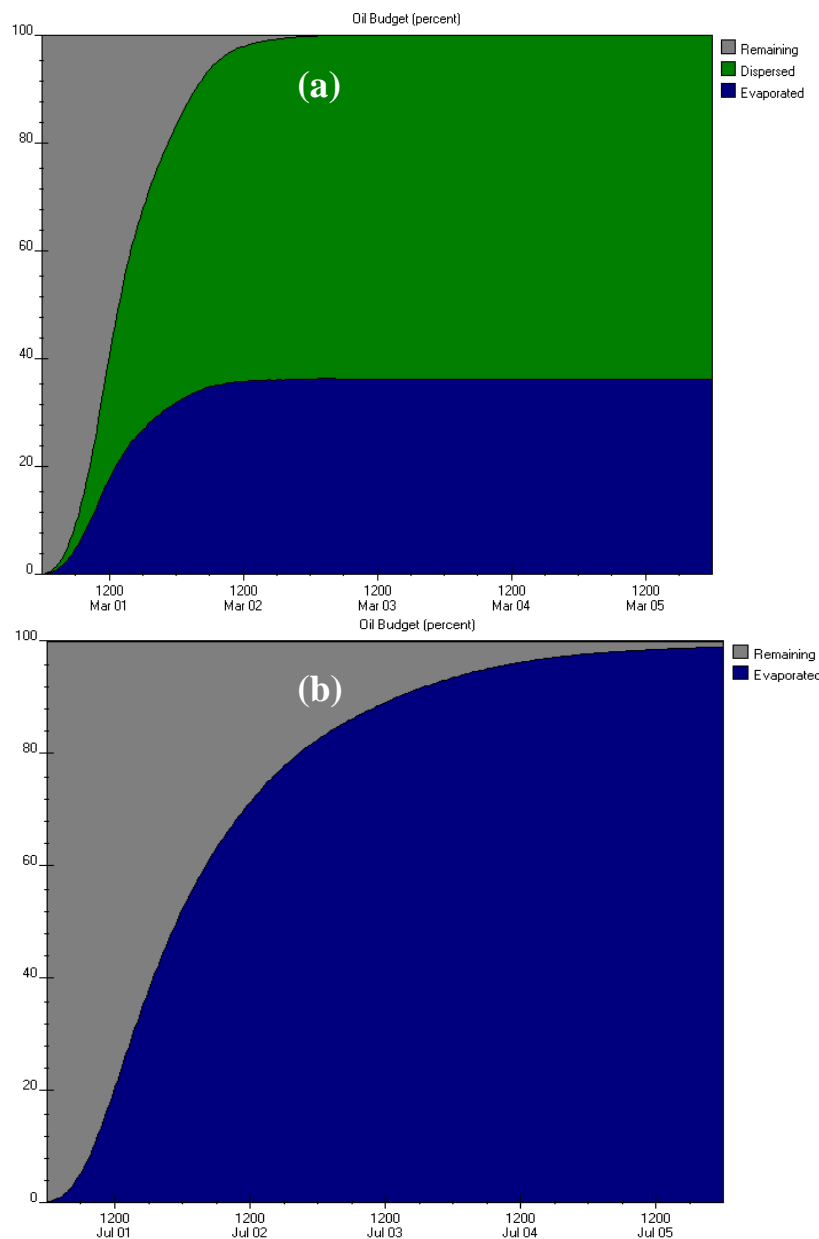 Oil Budget (percent)
(a)
Remaining
Dispersed
Evaporated
100
80
60
40
20
0
1200 1200 1200 1200 1200
Mar 01 Mar 02 Mar 03 Mar 04 Mar 05
Oil Budget (percent)
(b)
Remaining
Evaporated
100
80
60
40
20
0
1200 1200 1200 1200 1200
Jul 01 Jul 02 Jul 03 Jul 04 Jul 05